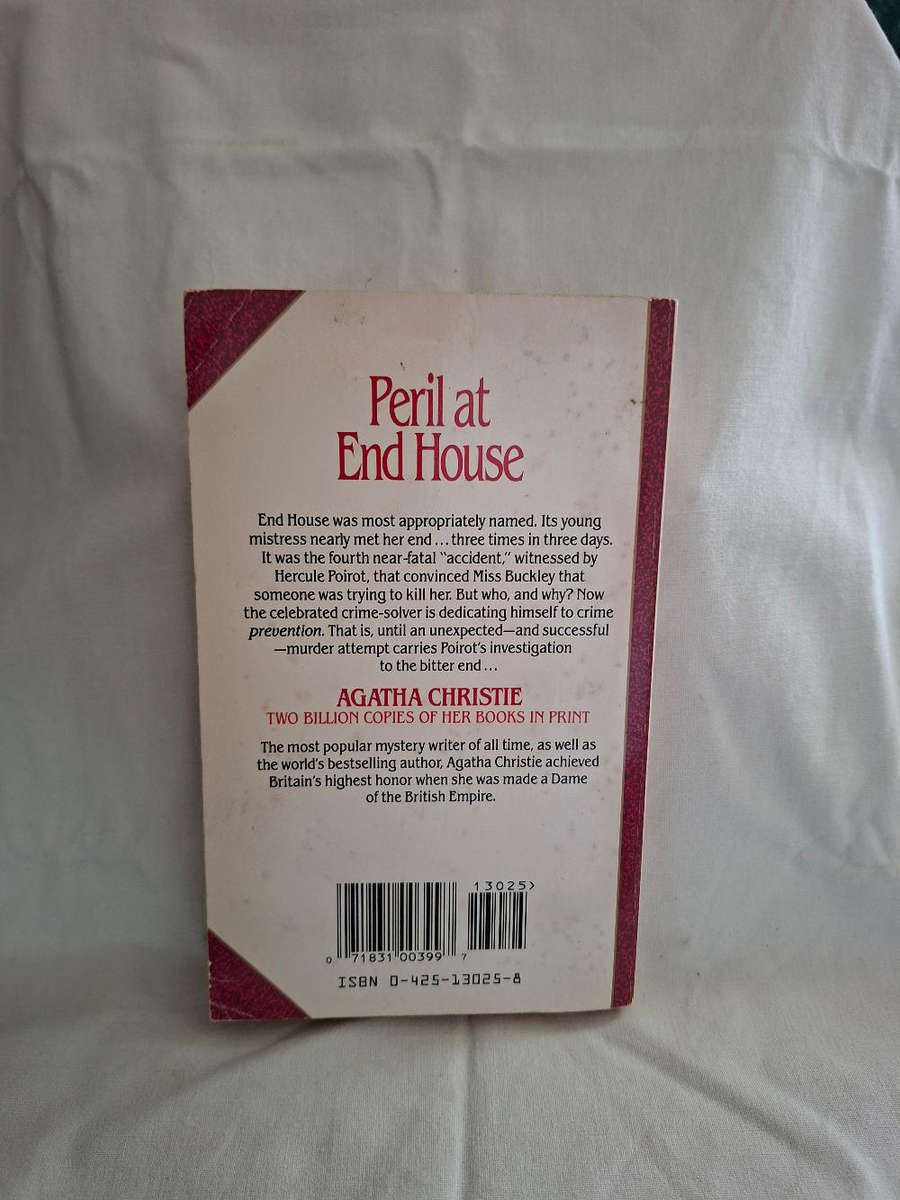 Peril at
End House
End House was most appropriately named. Its young
mistress nearly met her end...three times in three days.
It was the fourth near-fatal "accident," witnessed by
Hercule Poirot, that convinced Miss Buckley that
someone was trying to kill her. But who, and why? Now
the celebrated crime-solver is dedicating himself to crime
prevention. That is, until an unexpected—and successful
—murder attempt carries Poirot's investigation
to the bitter end...
AGATHA CHRISTIE
TWO BILLION COPIES OF HER BOOKS IN PRINT
The most popular mystery writer of all time, as well as
the world's bestselling author, Agatha Christie achieved
Britain's highest honor when she was made a Dame
of the British Empire.
13025>
0 71831 00399 7
ISBN 0-425-13025-8